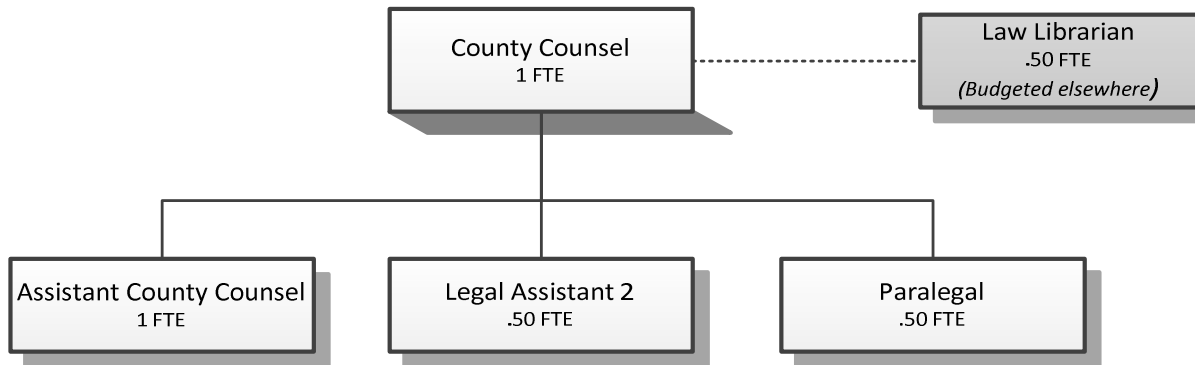 County Counsel
1 FTE
Law Librarian
.50 FTE
(Budgeted elsewhere)
Assistant County Counsel
1 FTE
Legal Assistant 2
.50 FTE
Paralegal
.50 FTE